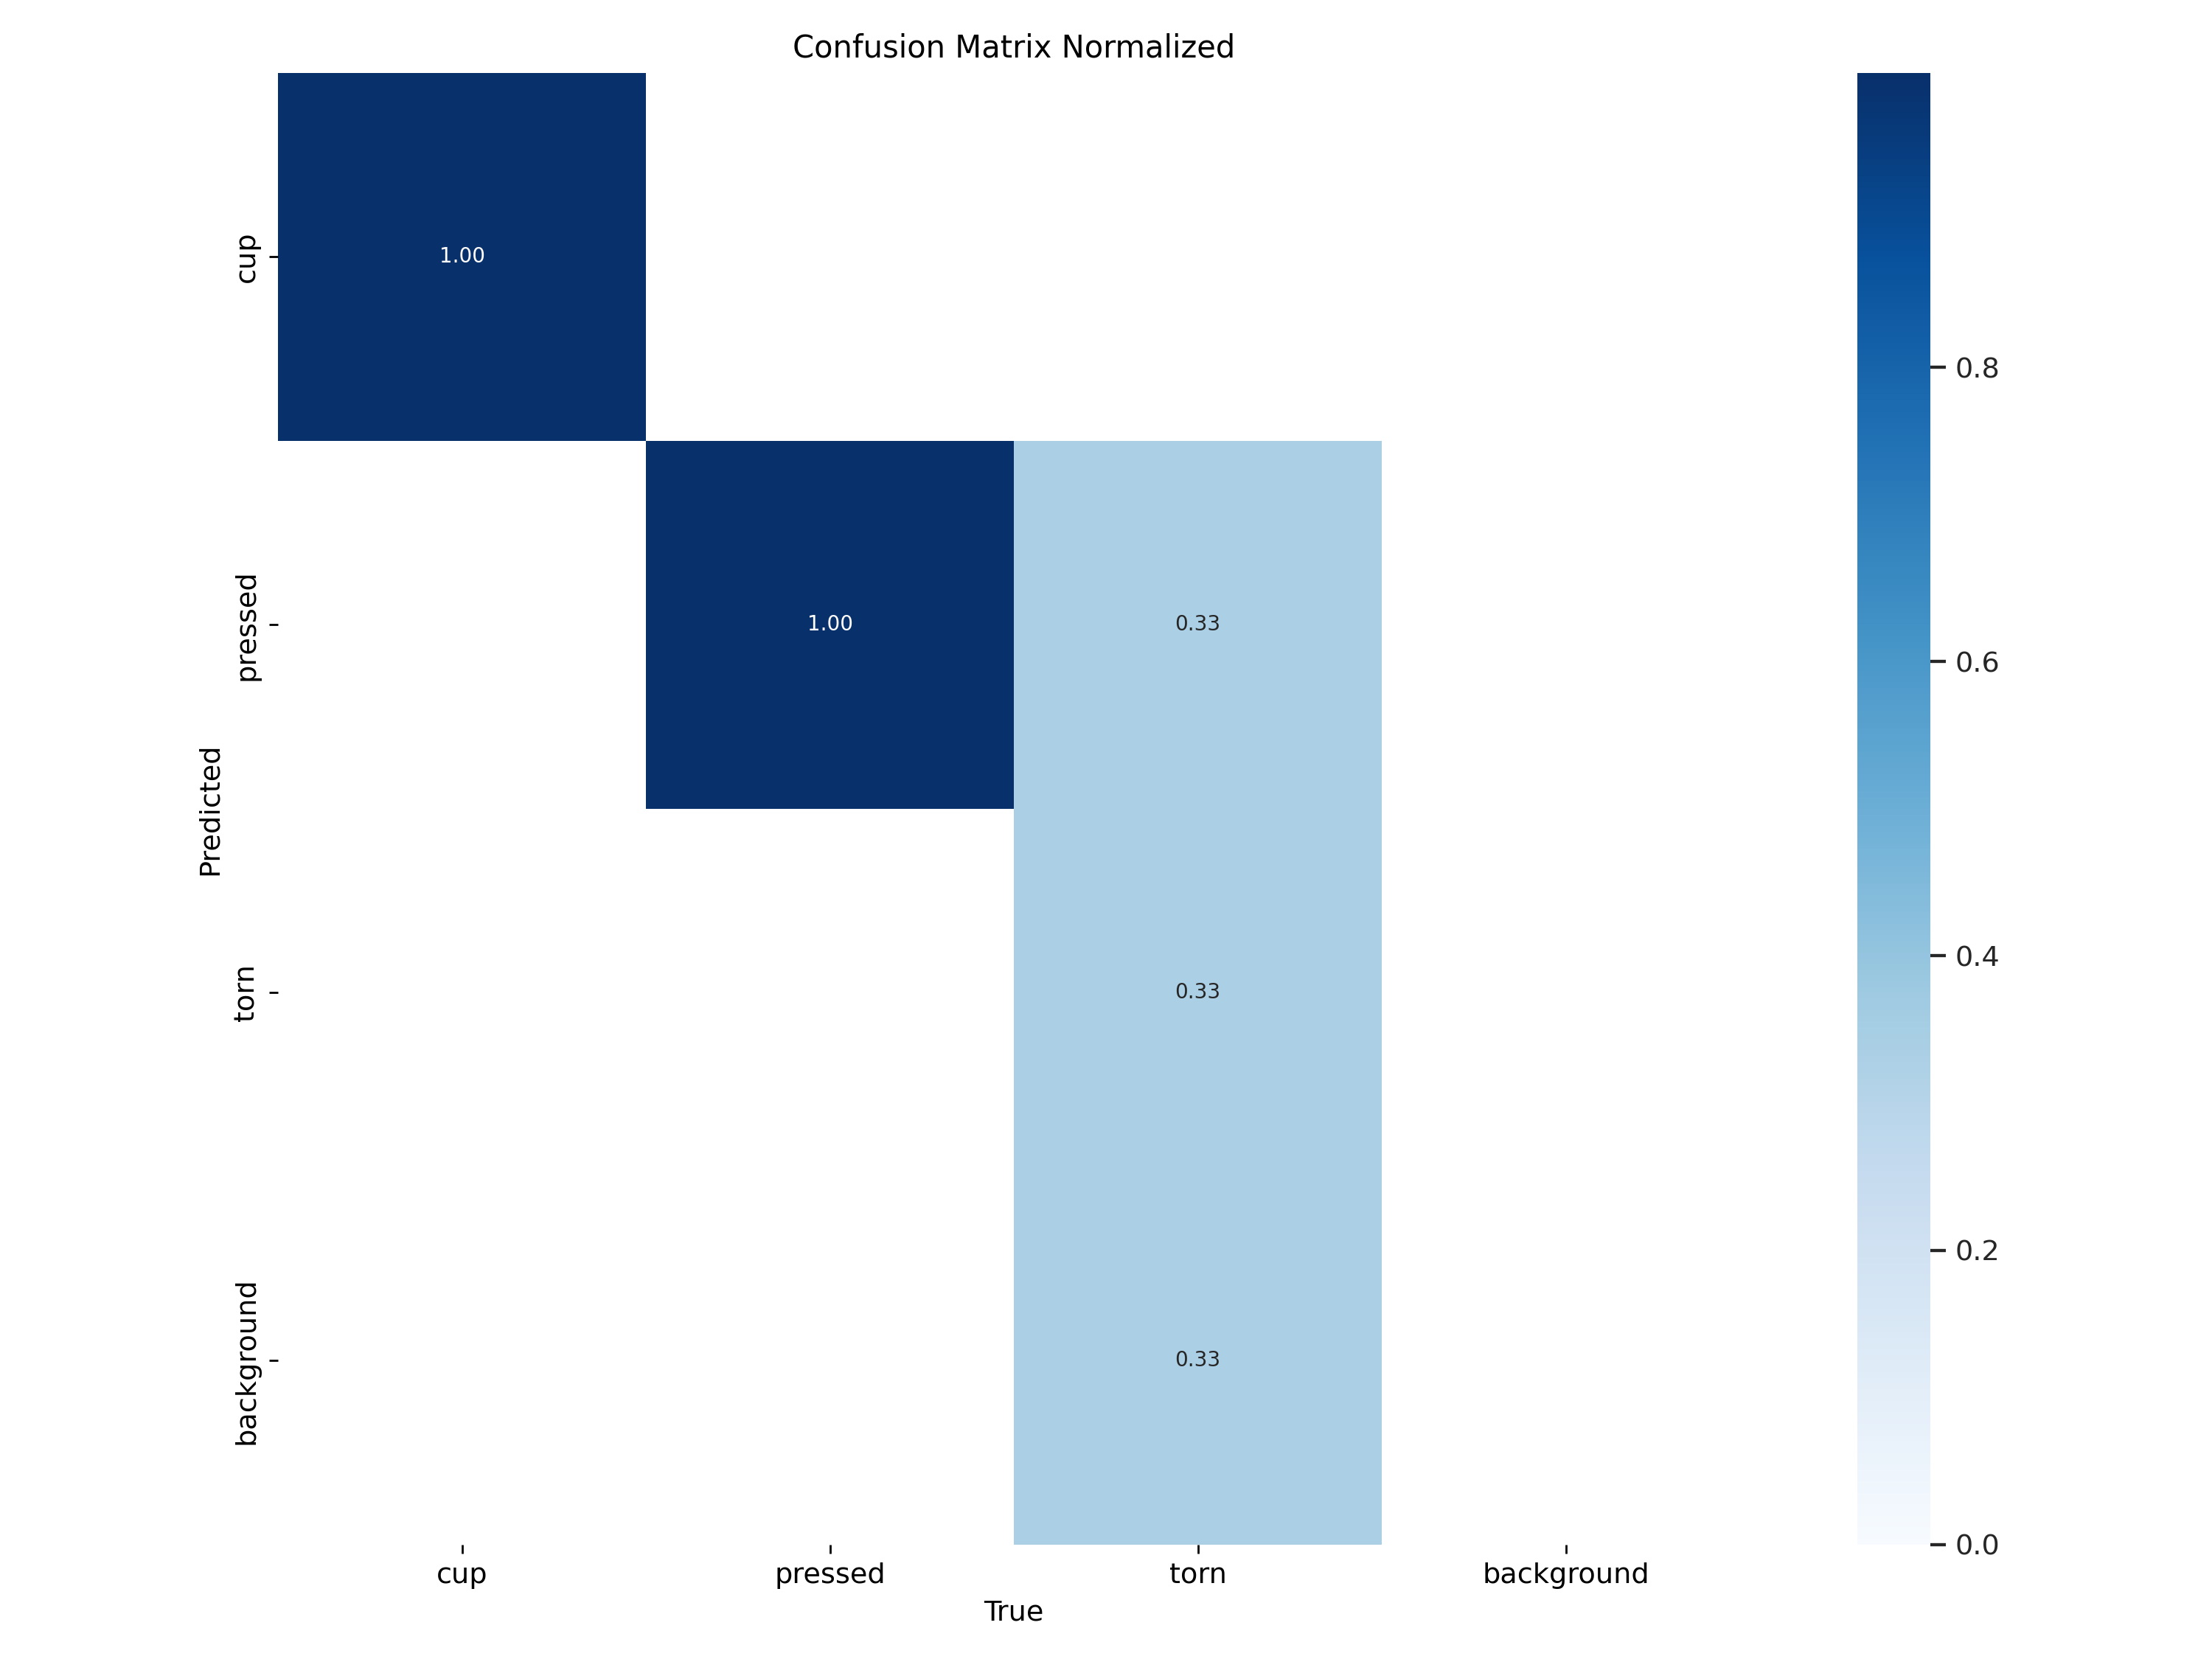 Confusion Matrix Normalized
cup
1.00
0.8
pressed
1.00
0.33
0.6
Predicted
torn
0.33
0.4
background
0.33
0.2
0.0
cup
pressed
torn
background
True